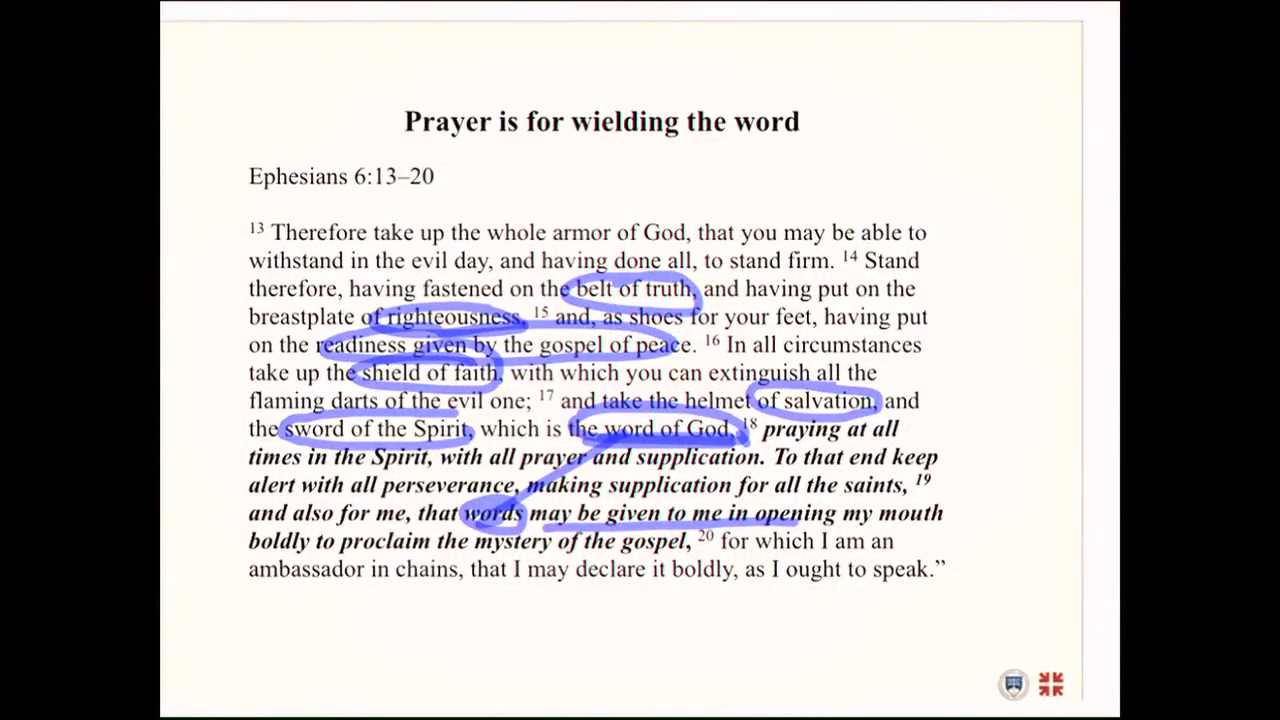 Prayer is for wielding the word
Ephesians 6:13–20
13 Therefore take up the whole armor of God, that you may be able to
withstand in the evil day, and having done all, to stand firm. 14 Stand
therefore, having fastened on the belt of truth, and having put on the
breastplate of righteousness, 15 and, as shoes for your feet, having put
on the readiness given by the gospel of peace. 16 In all circumstances
take up the shield of faith, with which you can extinguish all the
flaming darts of the evil one; 17 and take the helmet of salvation, and
the sword of the Spirit, which is the word of God, 18 praying at all
times in the Spirit, with all prayer and supplication. To that end keep
alert with all perseverance, making supplication for all the saints, 19
and also for me, that words may be given to me in opening my mouth
boldly to proclaim the mystery of the gospel, 20 for which I am an
ambassador in chains, that I may declare it boldly, as I ought to speak.”